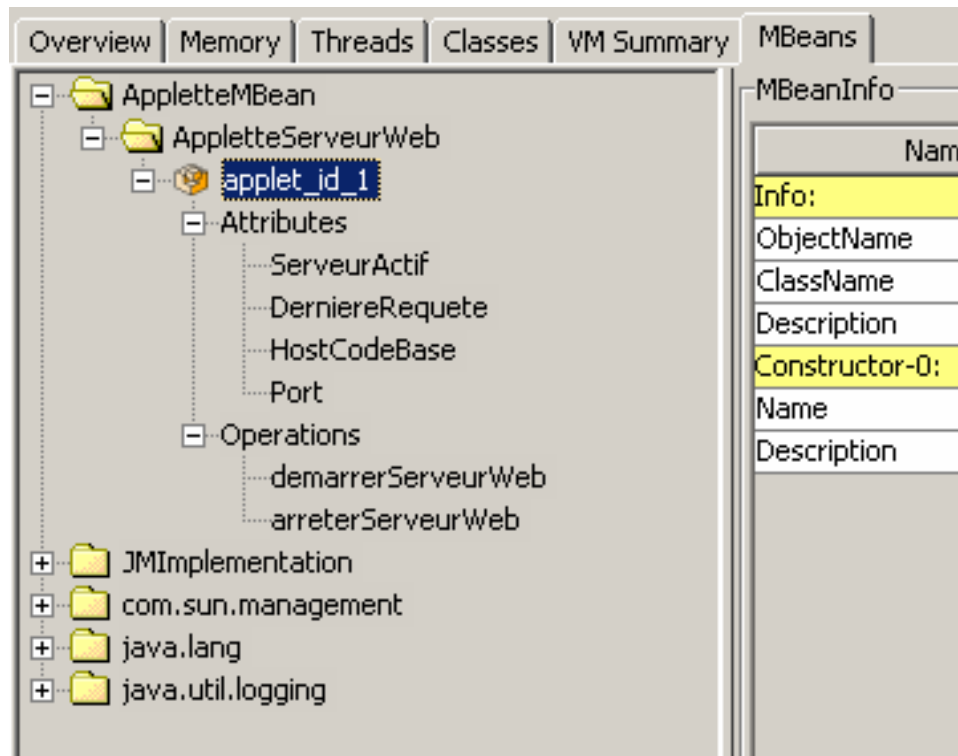 Overview Memory Threads Classes VM Summary MBeans
AppletteMBean
AppletteServeurWeb
applet_id_1
Attributes
ServeurActif
DerniereRequete
HostCodeBase
Port
Operations
demarrerServeurWeb
arreterServeurWeb
JMImplementation
com.sun.management
java.lang
java.util.logging
MBeanInfo
Nam
Info:
ObjectName
ClassName
Description
Constructor-0:
Name
Description